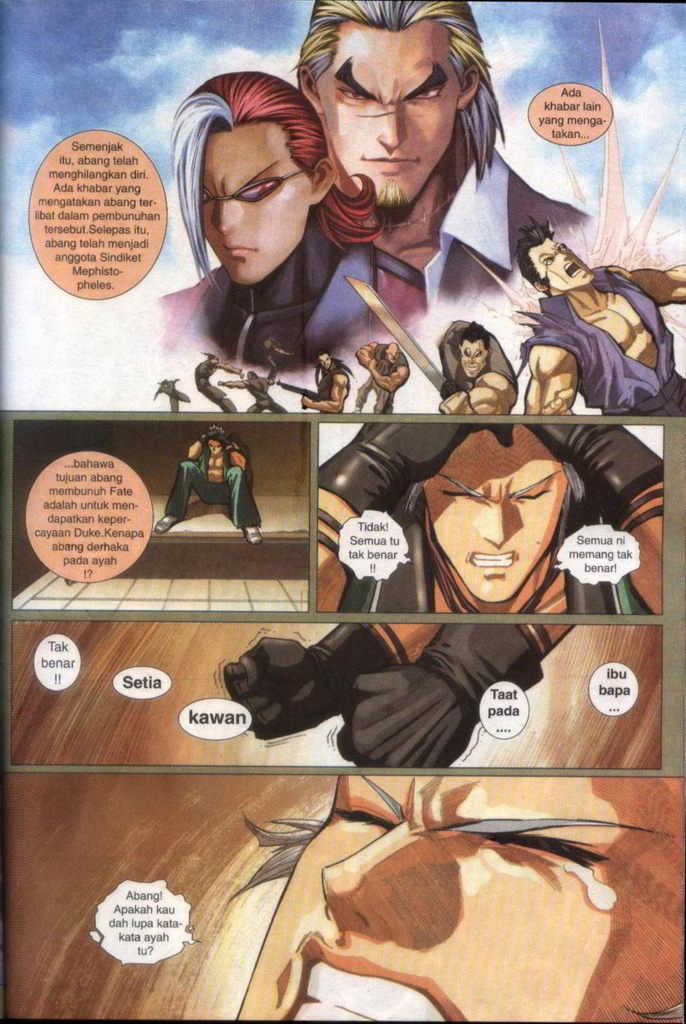 Semenjak
itu, abang telah
menghilangkan diri.
Ada khabar yang
mengatakan abang ter-
libat dalam pembunuhan
tersebut.Selepas itu,
abang telah menjadi
anggota Sindiket
Mephisto-
pheles.
Ada
khabar lain
yang menga-
takan...
...bahawa
tujuan abang
membunuh Fate
adalah untuk men-
dapatkan keper-
cayaan Duke.Kenapa
abang derhaka
pada ayah
!?
Tidak!
Semua tu
tak benar
!!
Semua ni
memang tak
benar!
Tak
benar
!!
Setia
kawan
Taat
pada
....
ibu
bapa
...
Abang!
Apakah kau
dah lupa kata-
kata ayah
tu?